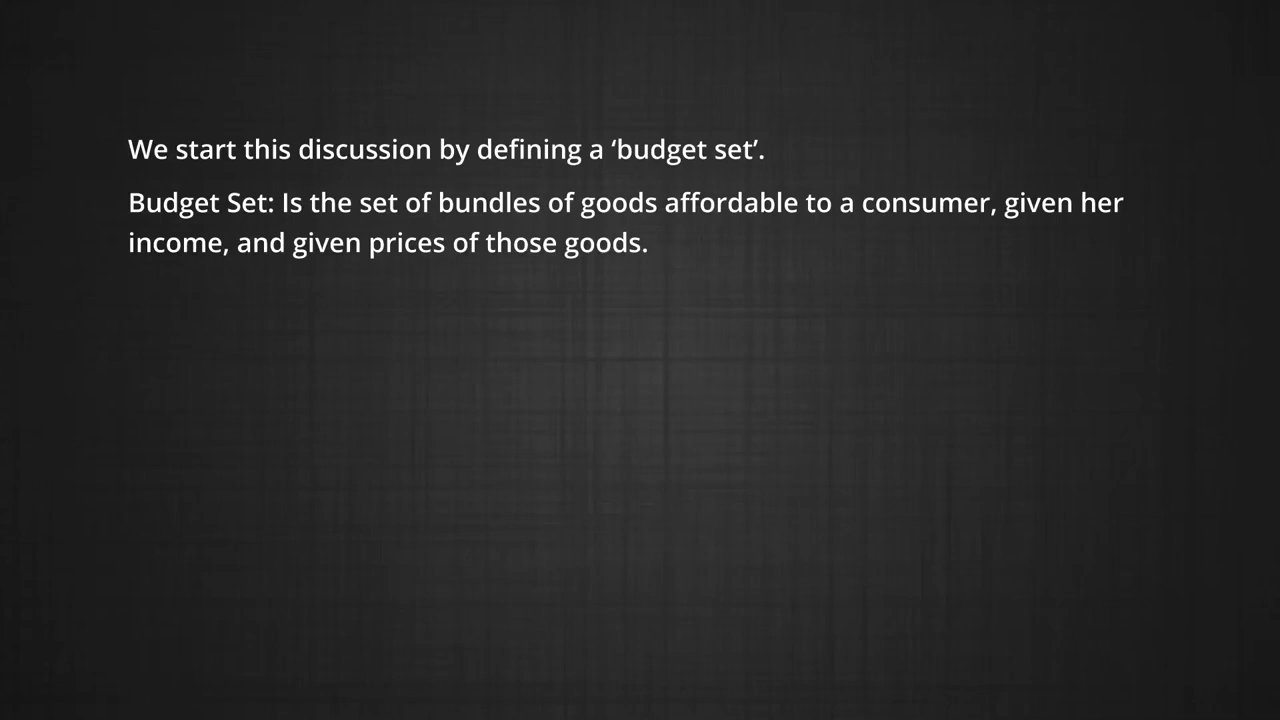 We start this discussion by defining a ‘budget set’.
Budget Set: Is the set of bundles of goods affordable to a consumer, given her
income, and given prices of those goods.